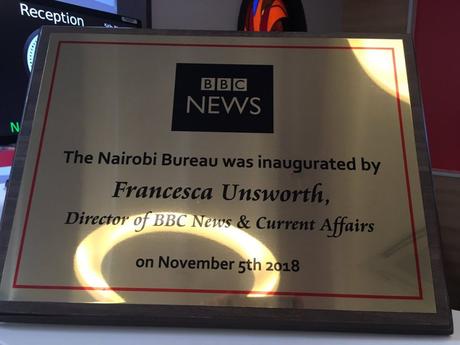 Reception
BBC
NEWS
The Nairobi Bureau was inaugurated by
Francesca Unsworth,
Director of BBC News & Current Affairs
on November 5th 2018